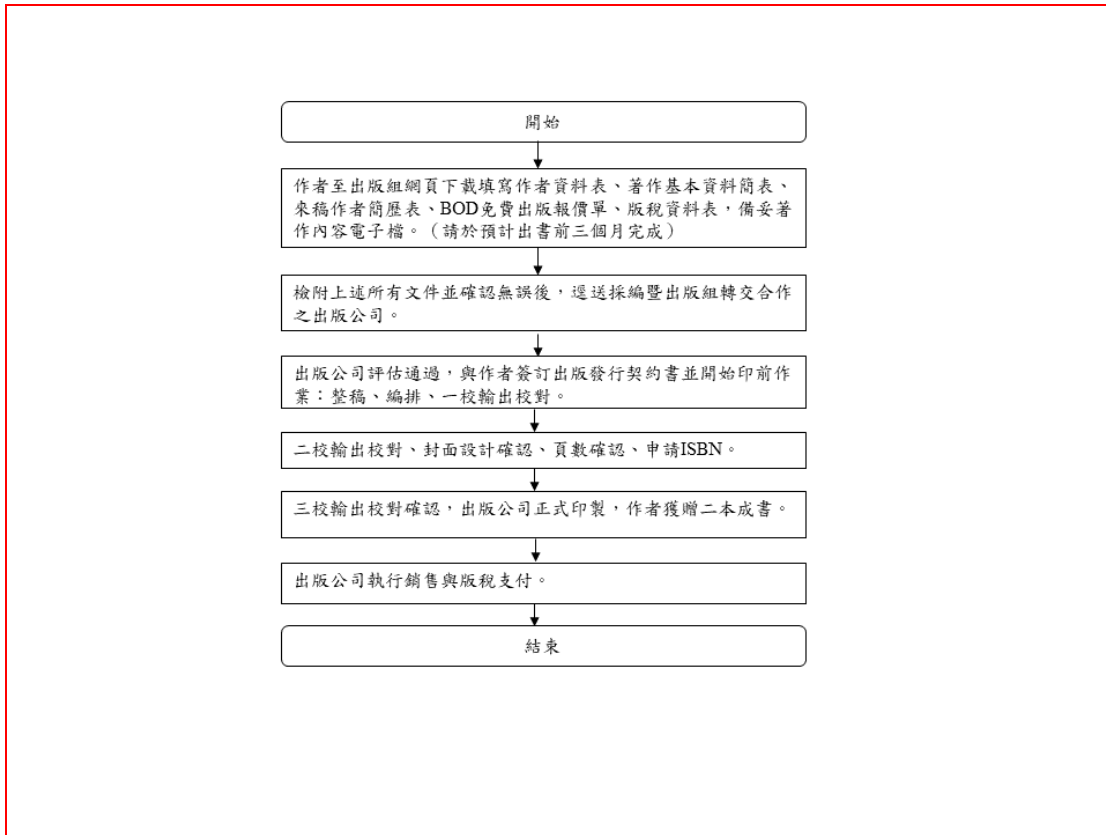 開始
作者至出版組網頁下載填寫作者資料表、著作基本資料簡表、
來稿作者簡歷表、BOD免費出版報價單、版稅資料表，備妥著
作內容電子檔。（請於預計出書前三個月完成）
檢附上述所有文件並確認無誤後，逕送採編暨出版組轉交合作
之出版公司。
出版公司評估通過，與作者簽訂出版發行契約書並開始印前作
業：整稿、編排、一校輸出校對。
二校輸出校對、封面設計確認、頁數確認、申請ISBN。
三校輸出校對確認，出版公司正式印製，作者獲贈二本成書。
出版公司執行銷售與版稅支付。
結束